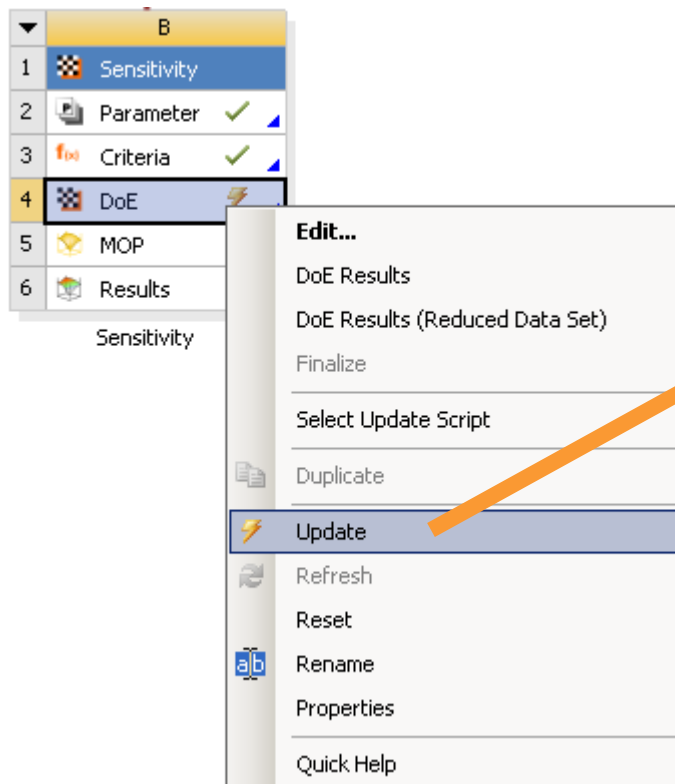 B
1 Sensitivity
2 Parameter
3 f(x) Criteria
4 DoE
5 MOP
6 Results
Sensitivity
Edit...
DoE Results
DoE Results (Reduced Data Set)
Finalize
Select Update Script
Duplicate
Update
Refresh
Reset
ab Rename
Properties
Quick Help